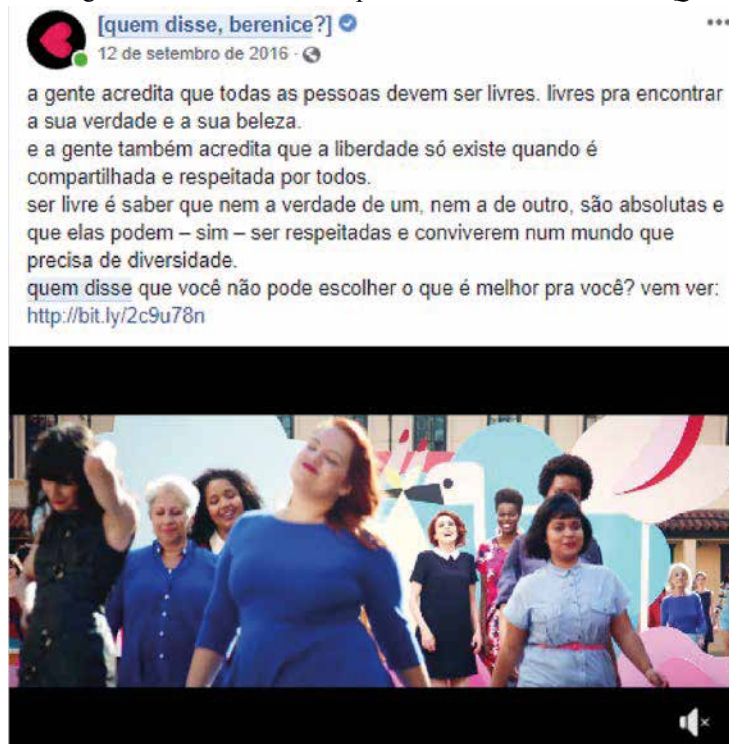 [quem disse, berenice?]
12 de setembro de 2016 ·
a gente acredita que todas as pessoas devem ser livres. livres pra encontrar
a sua verdade e a sua beleza.
e a gente também acredita que a liberdade só existe quando é
compartilhada e respeitada por todos.
ser livre é saber que nem a verdade de um, nem a de outro, são absolutas e
que elas podem – sim – ser respeitadas e conviverem num mundo que
precisa de diversidade.
quem disse que você não pode escolher o que é melhor pra você? vem ver:
http://bit.ly/2c9u78n